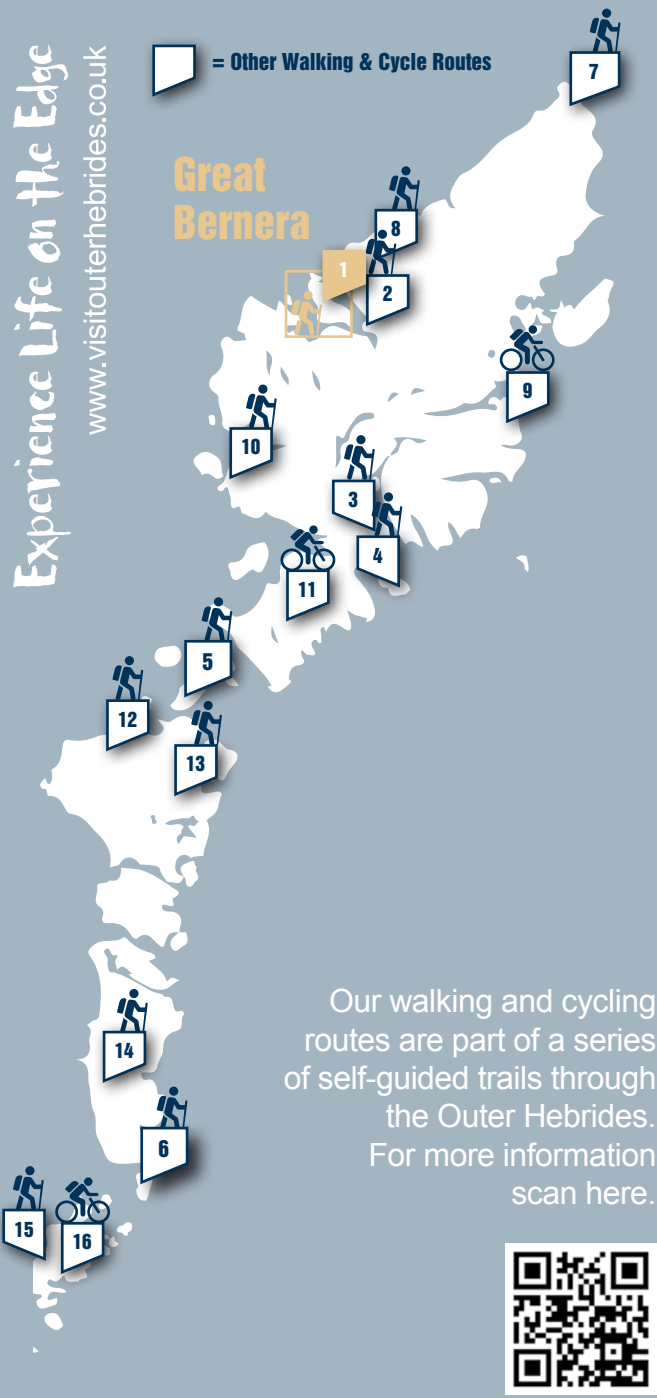 Experience Life on the Edge
www.visitouterhebrides.co.uk
= Other Walking & Cycle Routes
Great
Bernera
7
8
1
2
9
10
3
4
11
5
12
13
14
6
15
16
Our walking and cycling
routes are part of a series
of self-guided trails through
the Outer Hebrides.
For more information
scan here.